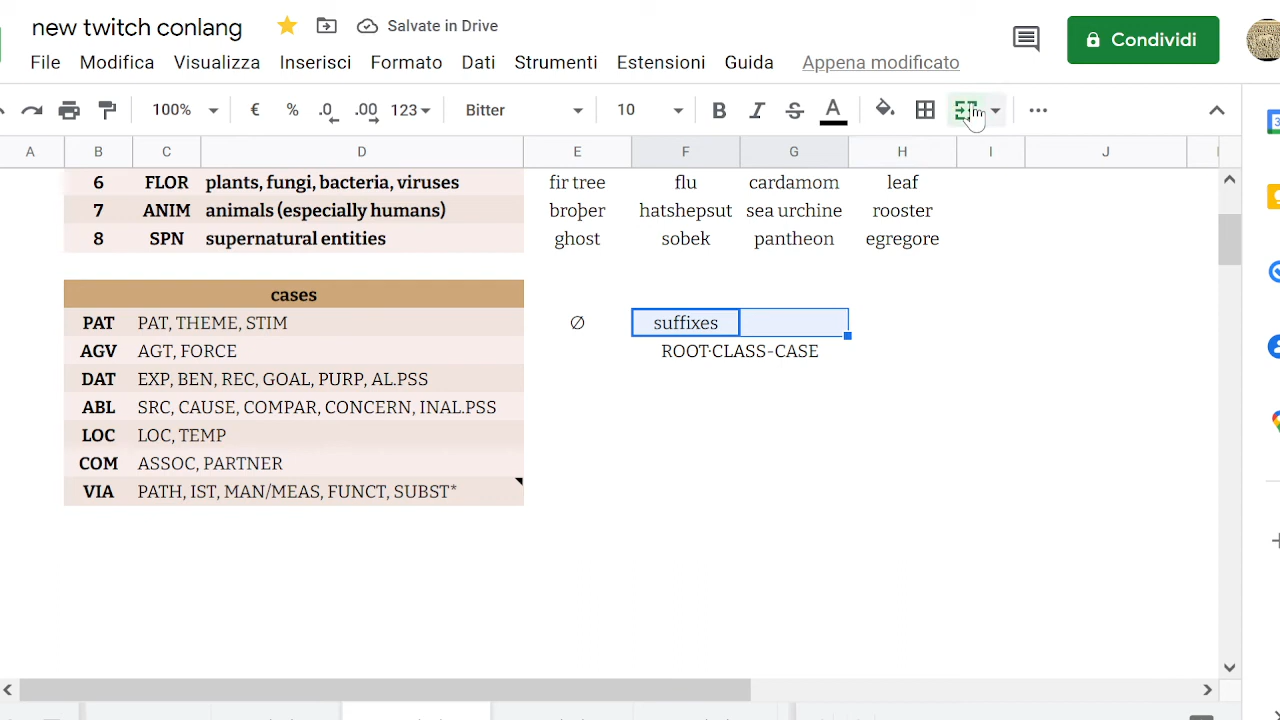 new twitch conlang Salvate in Drive Condividi
File Modifica Visualizza Inserisci Formato Dati Strumenti Estensioni Guida Appena modificato
100% € % .0 .00 123 Bitter 10 B I S A
A B C D E F G H I J
6 FLOR plants, fungi, bacteria, viruses fir tree flu cardamom leaf
7 ANIM animals (especially humans) broþer hatshepsut sea urchine rooster
8 SPN supernatural entities ghost sobek pantheon egregore
cases
PAT PAT, THEME, STIM ∅ suffixes
AGV AGT, FORCE ROOT·CLASS-CASE
DAT EXP, BEN, REC, GOAL, PURP, AL.PSS
ABL SRC, CAUSE, COMPAR, CONCERN, INAL.PSS
LOC LOC, TEMP
COM ASSOC, PARTNER
VIA PATH, IST, MAN/MEAS, FUNCT, SUBST*